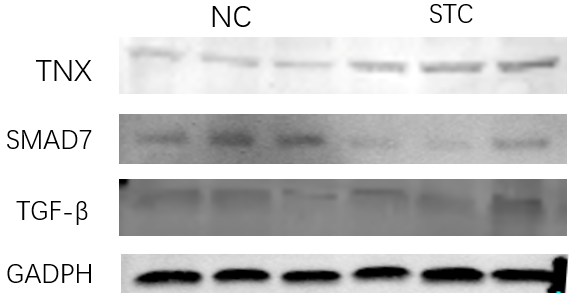 NC STC
TNX
SMAD7
TGF-β
GADPH